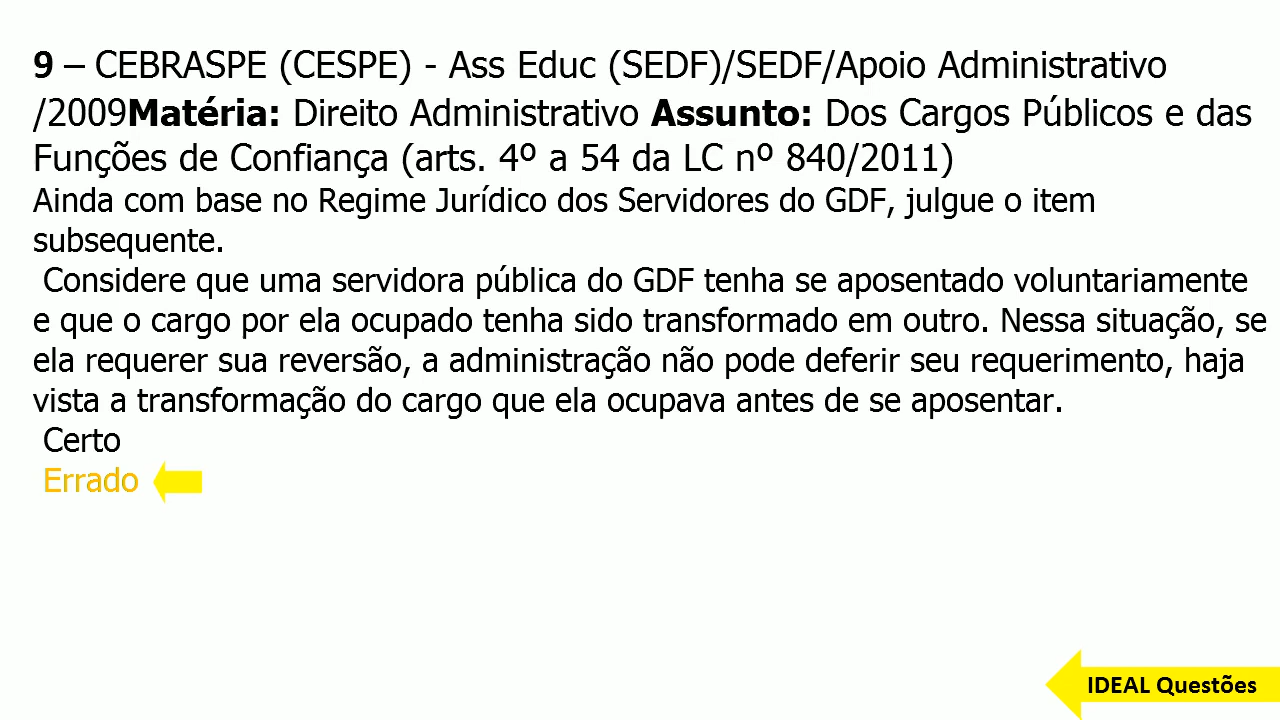 9 – CEBRASPE (CESPE) - Ass Educ (SEDF)/SEDF/Apoio Administrativo
/2009Matéria: Direito Administrativo Assunto: Dos Cargos Públicos e das
Funções de Confiança (arts. 4º a 54 da LC nº 840/2011)
Ainda com base no Regime Jurídico dos Servidores do GDF, julgue o item
subsequente.
Considere que uma servidora pública do GDF tenha se aposentado voluntariamente
e que o cargo por ela ocupado tenha sido transformado em outro. Nessa situação, se
ela requerer sua reversão, a administração não pode deferir seu requerimento, haja
vista a transformação do cargo que ela ocupava antes de se aposentar.
Certo
Errado
IDEAL Questões